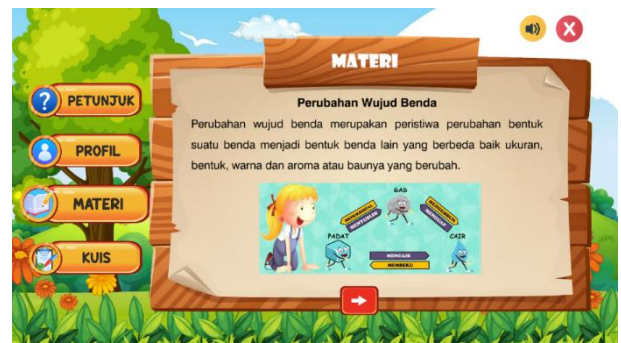 MATERI
PETUNJUK
PROFIL
MATERI
KUIS
Perubahan Wujud Benda
Perubahan wujud benda merupakan peristiwa perubahan bentuk
suatu benda menjadi bentuk benda lain yang berbeda baik ukuran,
bentuk, warna dan aroma atau baunya yang berubah.
GAS
PADAT
CAIR
MENGUAP
MENCAIR
MEMBEKU